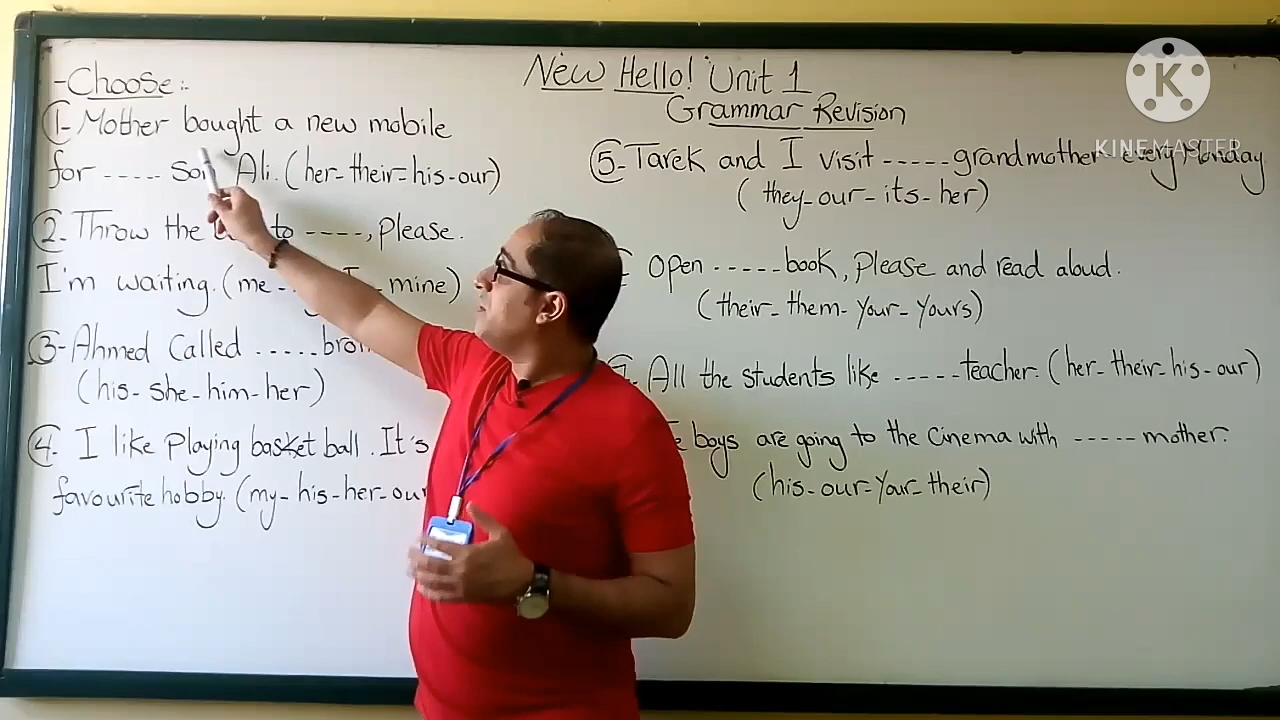 New Hello! Unit 1
Grammar Revision
-Choose:-
1- Mother bought a new mobile
for ----- son Ali. (her-their-his-our)
2- Throw the to ----, please.
I'm waiting. (me - I - mine)
3- Ahmed called .....
(his-she-him-her)
4- I like playing basket ball. It's
favourite hobby (my-his-her-our
5- Tarek and I visit ----- grandmother every Monday
(they-our-its-her)
Open ----- book, please and read aloud.
(their-them-your-yours)
7. All the students like ----- teacher. (her-their-his-our)
boys are going to the cinema with ----- mother.
(his-our-your-their)
K
KINEMASTER